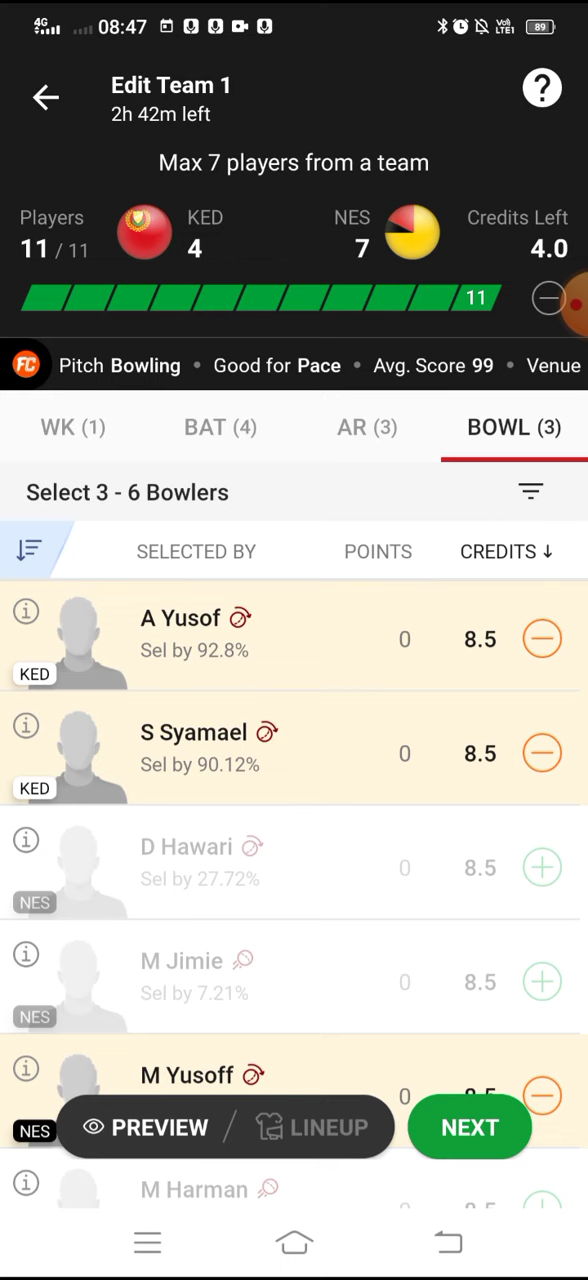 4G 08:47 VoI) LTE1 89
Edit Team 1
2h 42m left
?
Max 7 players from a team
Players KED NES Credits Left
11 / 11 4 7 4.0
11
FC Pitch Bowling • Good for Pace • Avg. Score 99 • Venue
WK (1) BAT (4) AR (3) BOWL (3)
Select 3 - 6 Bowlers
SELECTED BY POINTS CREDITS ↓
A Yusof
Sel by 92.8%
0 8.5
KED
S Syamael
Sel by 90.12%
0 8.5
KED
D Hawari
Sel by 27.72%
0 8.5
NES
M Jimie
Sel by 7.21%
0 8.5
NES
M Yusoff
0
NES
PREVIEW / LINEUP NEXT
M Harman